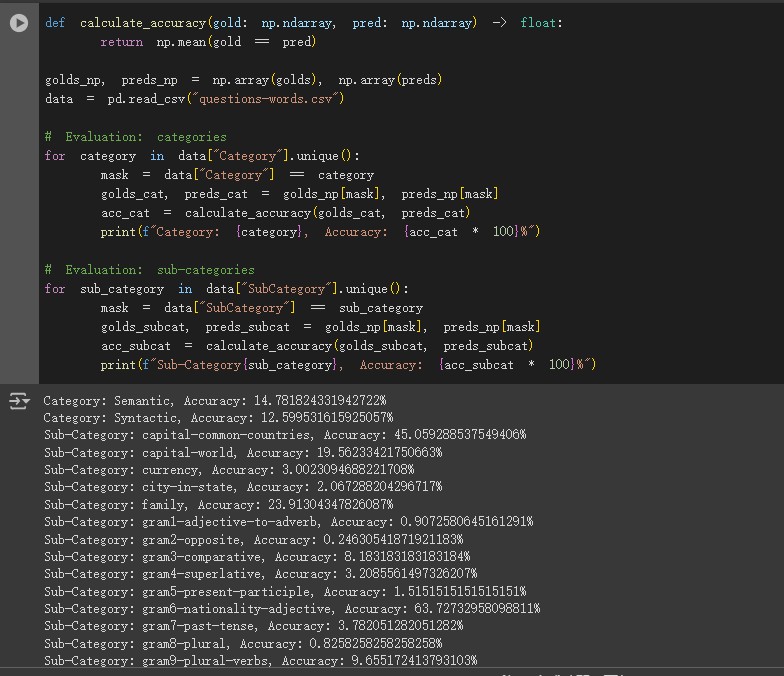 def calculate_accuracy(gold: np.ndarray, pred: np.ndarray) -> float:
return np.mean(gold == pred)
golds_np, preds_np = np.array(golds), np.array(preds)
data = pd.read_csv("questions-words.csv")
# Evaluation: categories
for category in data["Category"].unique():
mask = data["Category"] == category
golds_cat, preds_cat = golds_np[mask], preds_np[mask]
acc_cat = calculate_accuracy(golds_cat, preds_cat)
print(f"Category: {category}, Accuracy: {acc_cat * 100}%")
# Evaluation: sub-categories
for sub_category in data["SubCategory"].unique():
mask = data["SubCategory"] == sub_category
golds_subcat, preds_subcat = golds_np[mask], preds_np[mask]
acc_subcat = calculate_accuracy(golds_subcat, preds_subcat)
print(f"Sub-Category{sub_category}, Accuracy: {acc_subcat * 100}%")
Category: Semantic, Accuracy: 14.781824331942722%
Category: Syntactic, Accuracy: 12.599531615925057%
Sub-Category: capital-common-countries, Accuracy: 45.059288537549406%
Sub-Category: capital-world, Accuracy: 19.56233421750663%
Sub-Category: currency, Accuracy: 3.0023094688221708%
Sub-Category: city-in-state, Accuracy: 2.067288204296717%
Sub-Category: family, Accuracy: 23.91304347826087%
Sub-Category: gram1-adjective-to-adverb, Accuracy: 0.9072580645161291%
Sub-Category: gram2-opposite, Accuracy: 0.24630541871921183%
Sub-Category: gram3-comparative, Accuracy: 8.183183183183184%
Sub-Category: gram4-superlative, Accuracy: 3.2085561497326207%
Sub-Category: gram5-present-participle, Accuracy: 1.5151515151515151%
Sub-Category: gram6-nationality-adjective, Accuracy: 63.72732958098811%
Sub-Category: gram7-past-tense, Accuracy: 3.782051282051282%
Sub-Category: gram8-plural, Accuracy: 0.8258258258258258%
Sub-Category: gram9-plural-verbs, Accuracy: 9.655172413793103%